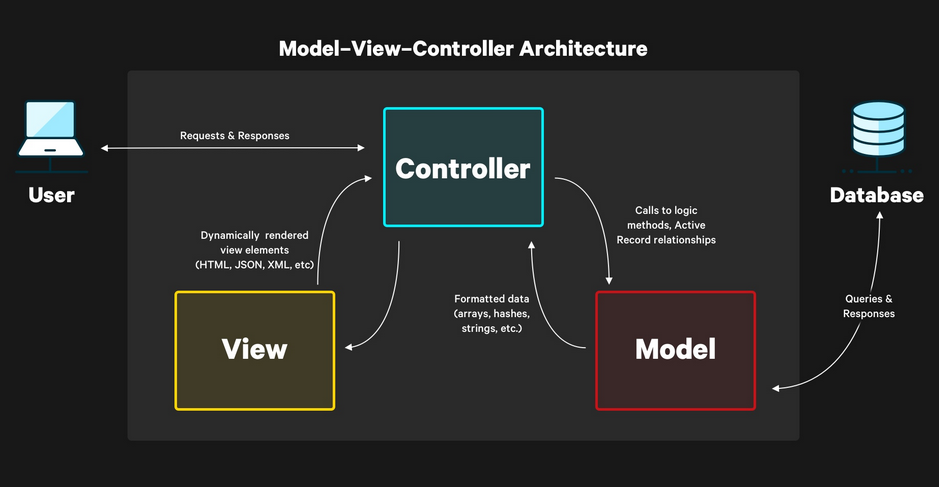 Model–View–Controller Architecture
Requests & Responses
Controller
User
Database
Dynamically rendered
view elements
(HTML, JSON, XML, etc)
Calls to logic
methods, Active
Record relationships
Formatted data
(arrays, hashes,
strings, etc.)
Queries &
Responses
View
Model